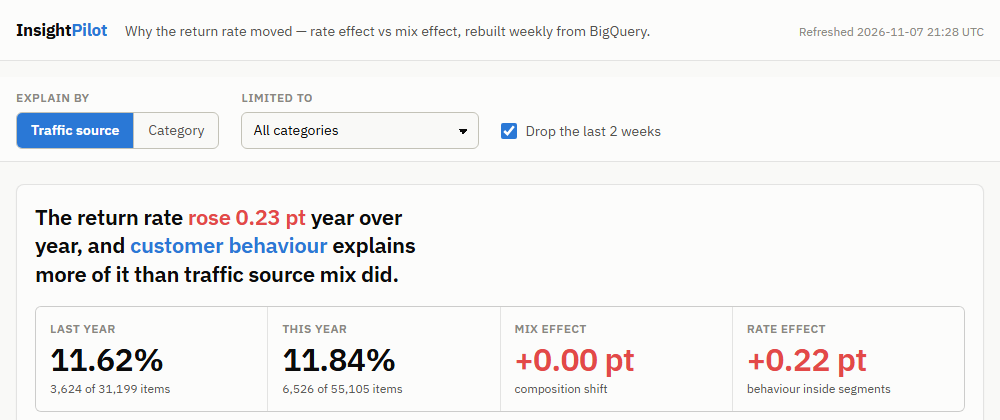 InsightPilot Why the return rate moved — rate effect vs mix effect, rebuilt weekly from BigQuery. Refreshed 2026-11-07 21:28 UTC
EXPLAIN BY LIMITED TO
Traffic source Category All categories Drop the last 2 weeks
The return rate rose 0.23 pt year over
year, and customer behaviour explains
more of it than traffic source mix did.
LAST YEAR THIS YEAR MIX EFFECT RATE EFFECT
11.62% 11.84% +0.00 pt +0.22 pt
3,624 of 31,199 items 6,526 of 55,105 items composition shift behaviour inside segments